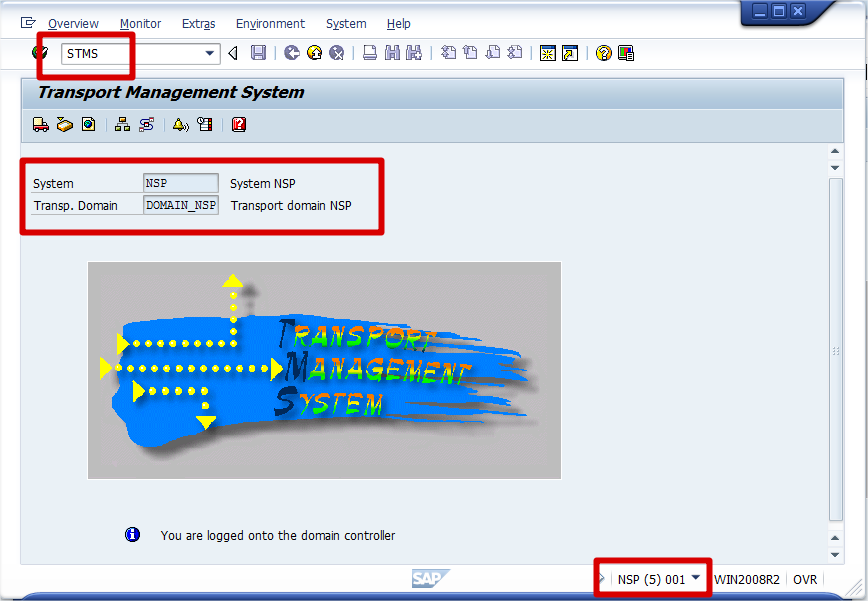 Overview Monitor Extras Environment System Help
STMS
Transport Management System
System NSP System NSP
Transp. Domain DOMAIN_NSP Transport domain NSP
TRANSPORT
MANAGEMENT
SYSTEM
You are logged onto the domain controller
SAP NSP (5) 001 WIN2008R2 OVR